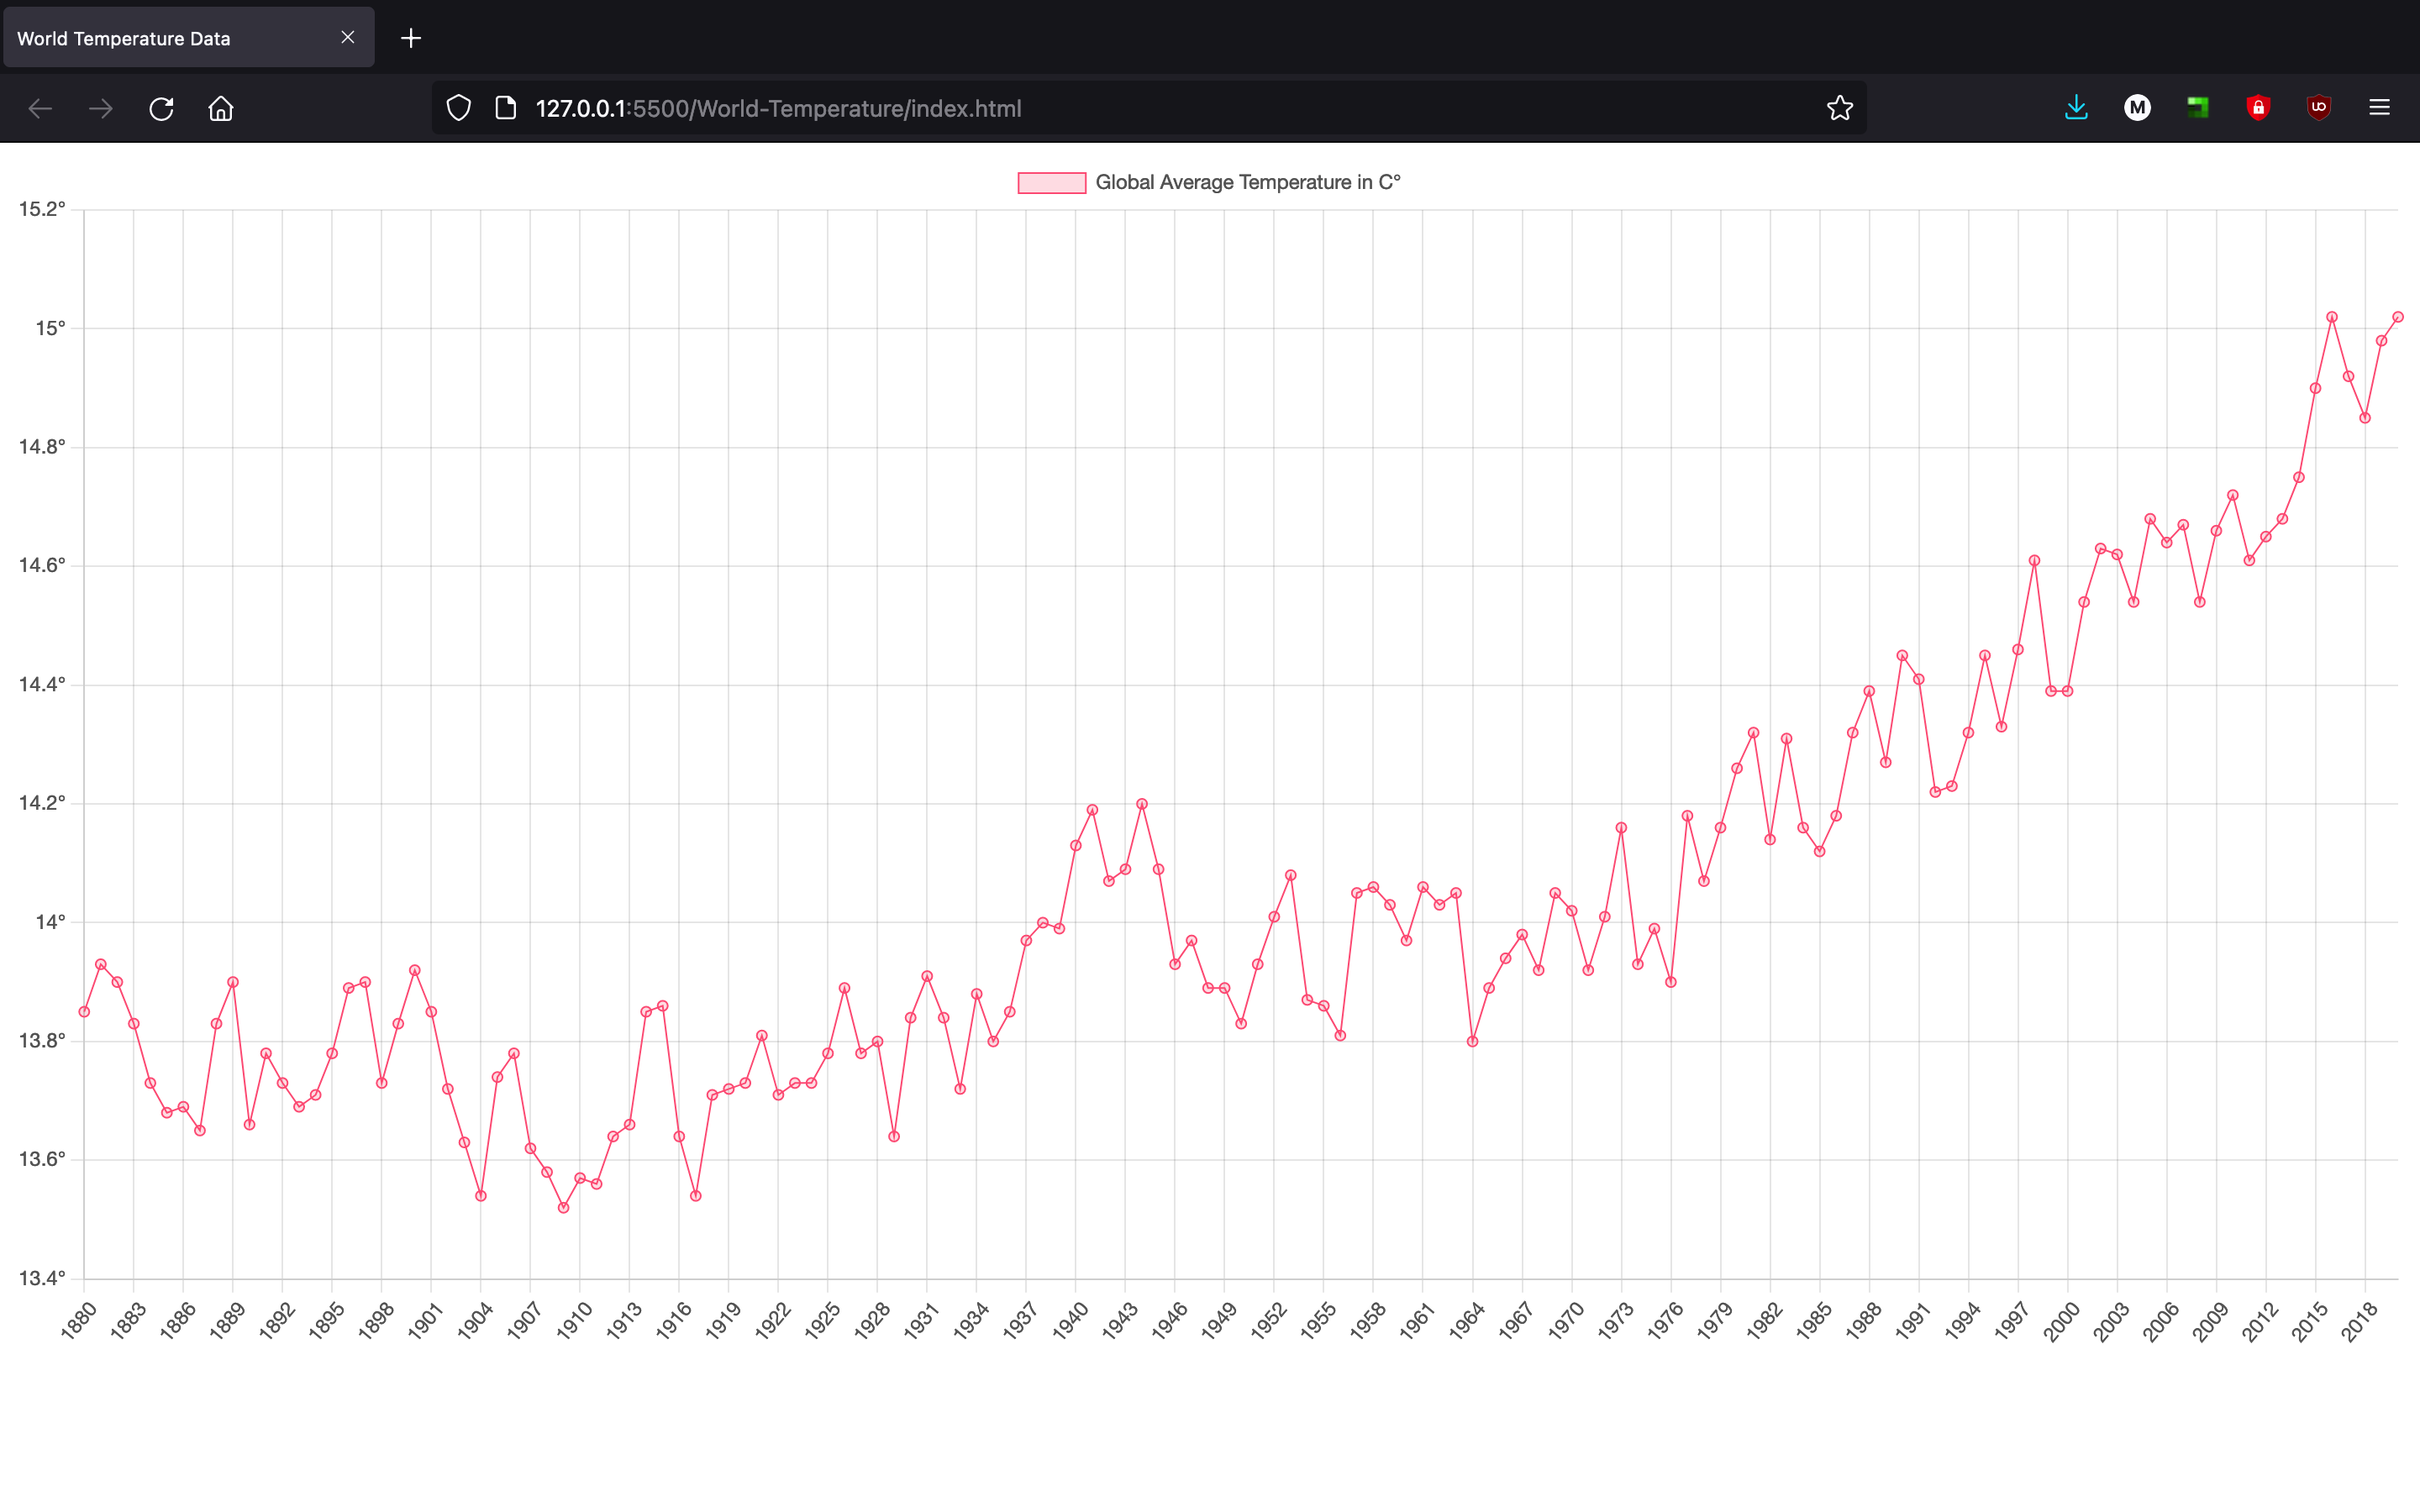 World Temperature Data
127.0.0.1:5500/World-Temperature/index.html
M
UO
Global Average Temperature in C°
15.2°
15°
14.8°
14.6°
14.4°
14.2°
14°
13.8°
13.6°
13.4°
1880 1883 1886 1889 1892 1895 1898 1901 1904 1907 1910 1913 1916 1919 1922 1925 1928 1931 1934 1937 1940 1943 1946 1949 1952 1955 1958 1961 1964 1967 1970 1973 1976 1979 1982 1985 1988 1991 1994 1997 2000 2003 2006 2009 2012 2015 2018